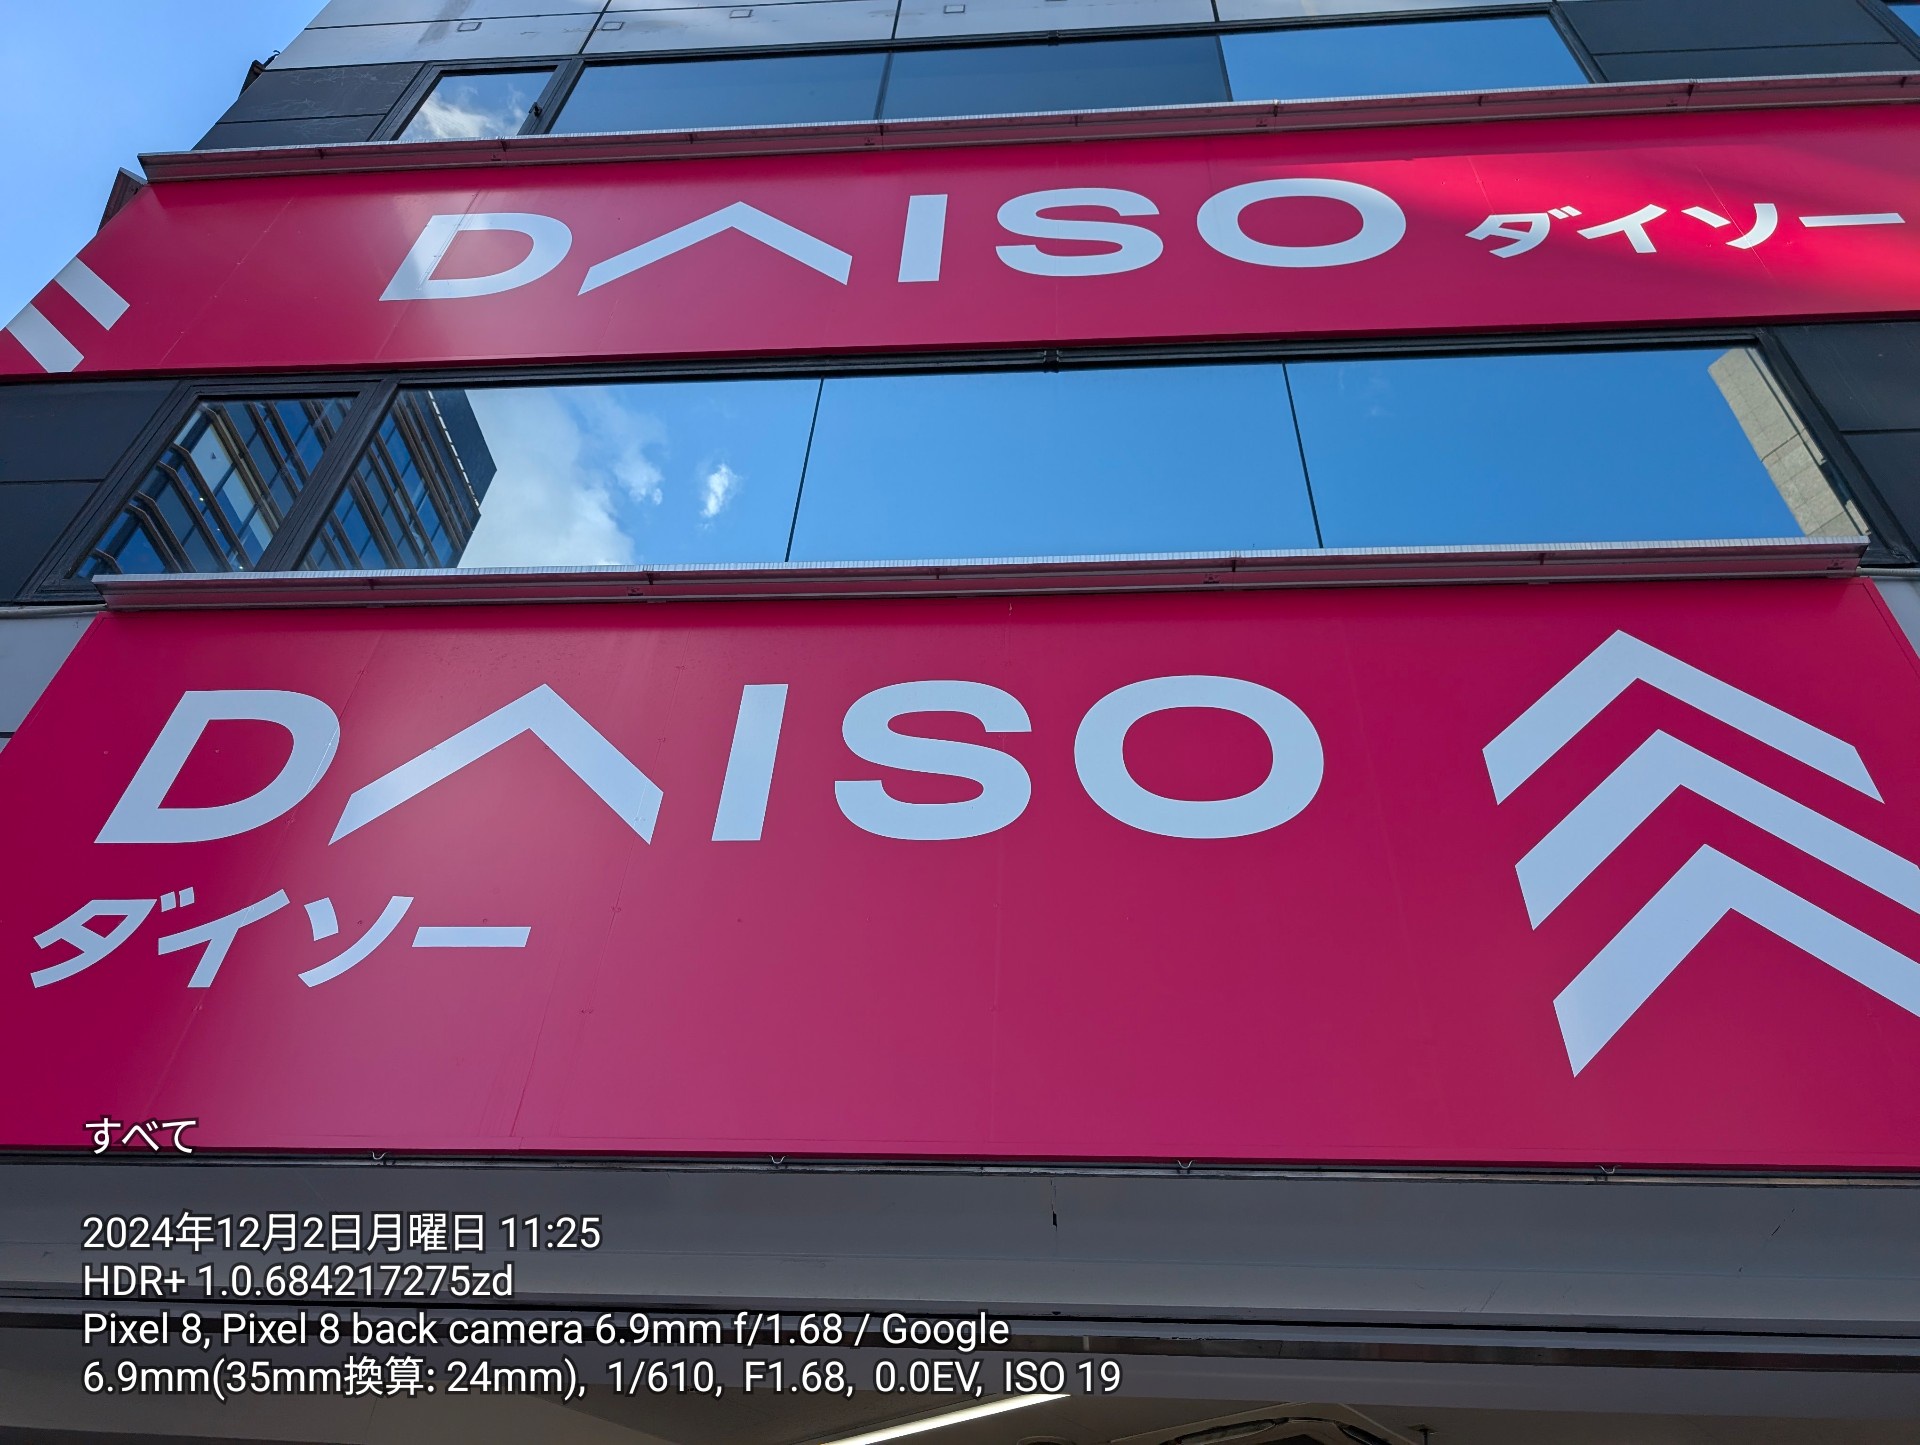 DAISO ダイソー
DAISO
ダイソー
すべて
2024年12月2日月曜日 11:25
HDR+ 1.0.684217275zd
Pixel 8, Pixel 8 back camera 6.9mm f/1.68 / Google
6.9mm(35mm換算: 24mm), 1/610, F1.68, 0.0EV, ISO 19